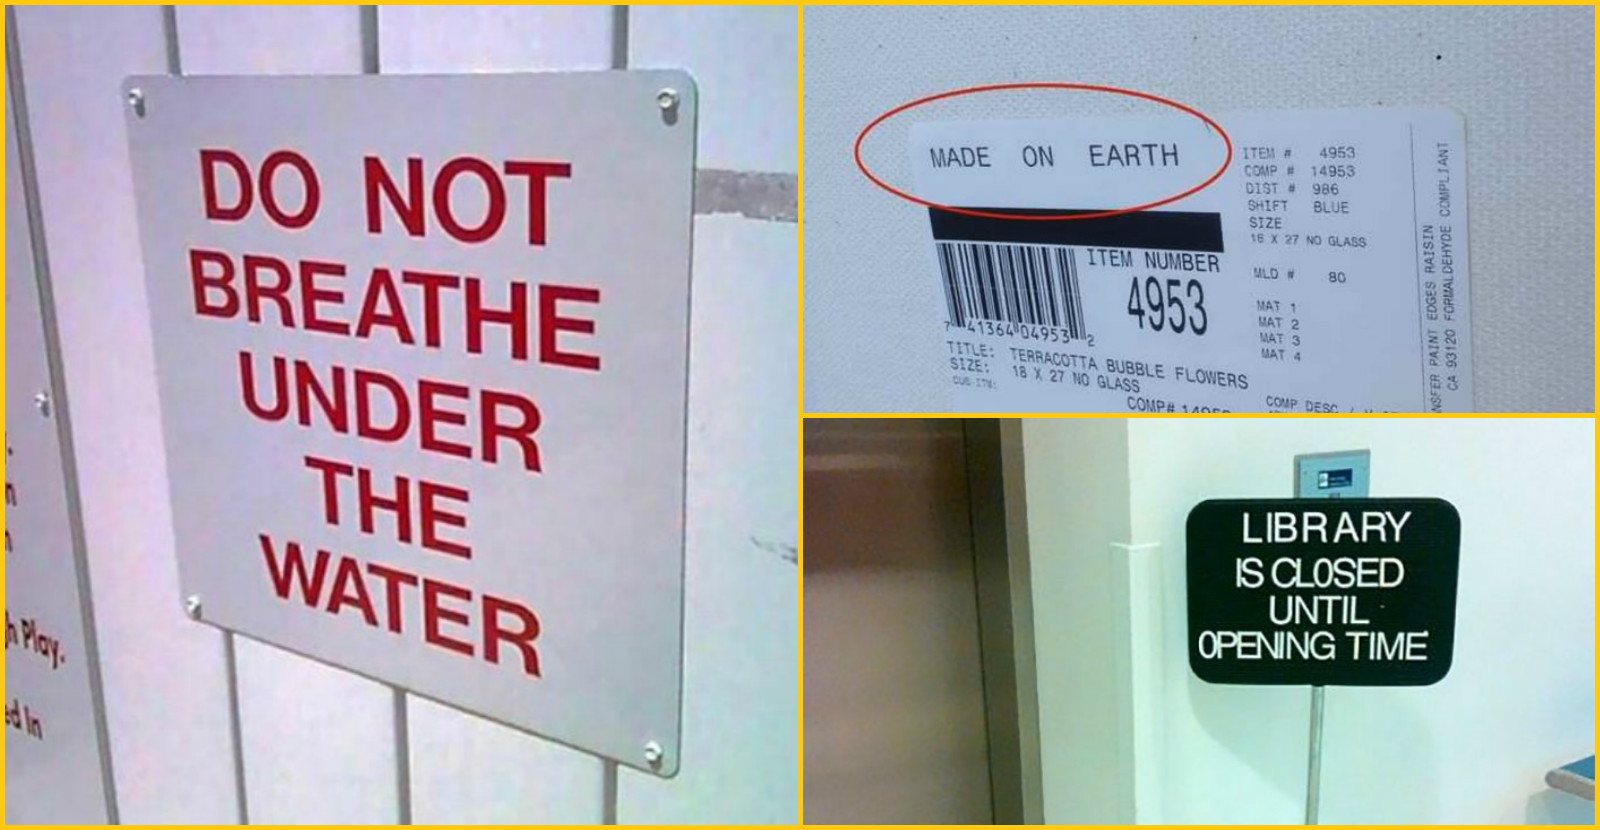 DO NOT
BREATHE
UNDER
THE
WATER
h Play.
ed In
MADE ON EARTH
ITEM NUMBER
4953
7 41364 04953 2
TITLE: TERRACOTTA BUBBLE FLOWERS
SIZE: 18 X 27 NO GLASS
COMP#
ITEM # 4953
COMP # 14953
DIST # 986
SHIFT BLUE
SIZE
16 X 27 NO GLASS
MLD # 80
MAT 1
MAT 2
MAT 3
MAT 4
COMP DESC
NSFER PAINT EDGES RAISIN
CA 93120 FORMALDEHYDE COMPLIANT
LIBRARY
IS CLOSED
UNTIL
OPENING TIME